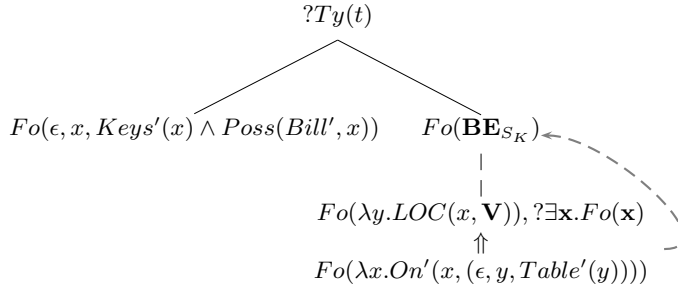 ?Ty(t)
Fo(ϵ, x, Keys′(x) ∧ Poss(Bill′, x)) Fo(BE_{S_K})
Fo(λy.LOC(x, V)), ?∃x.Fo(x)
⇑
Fo(λx.On′(x, (ϵ, y, Table′(y))))